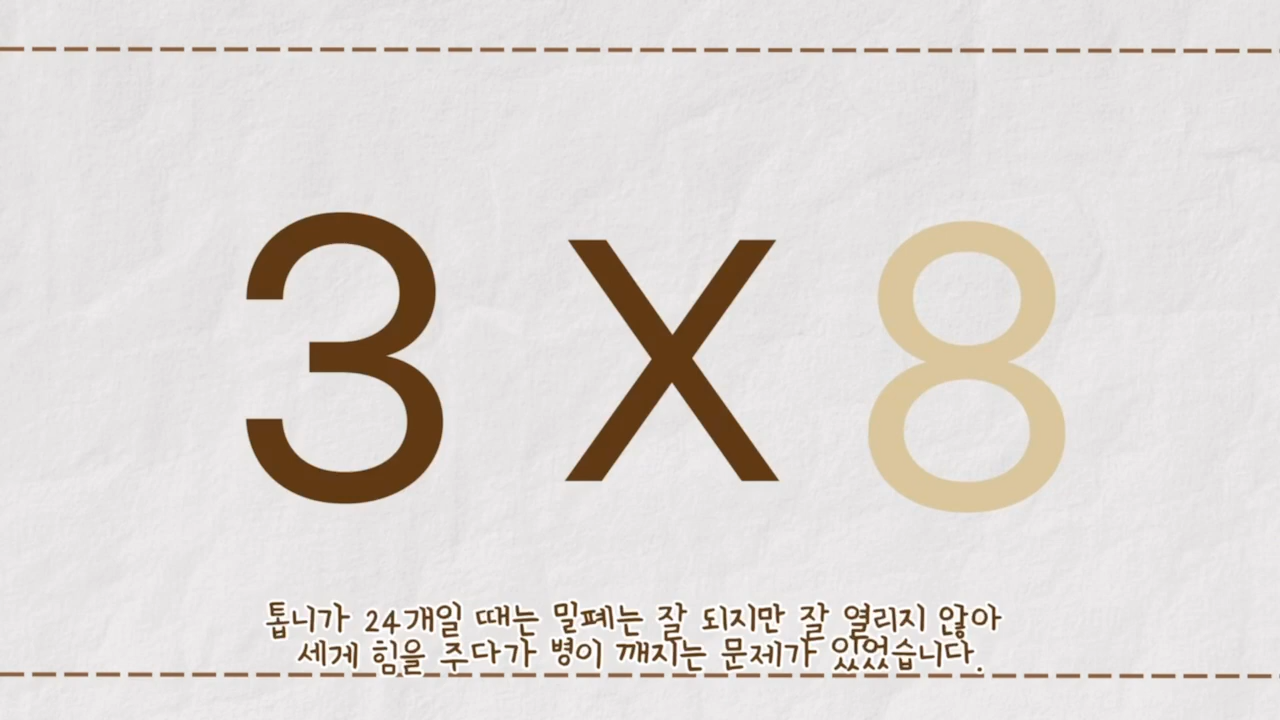 3 X 8
톱니가 24개일 때는 밀폐는 잘 되지만 잘 열리지 않아
세게 힘을 주다가 병이 깨지는 문제가 있었습니다.